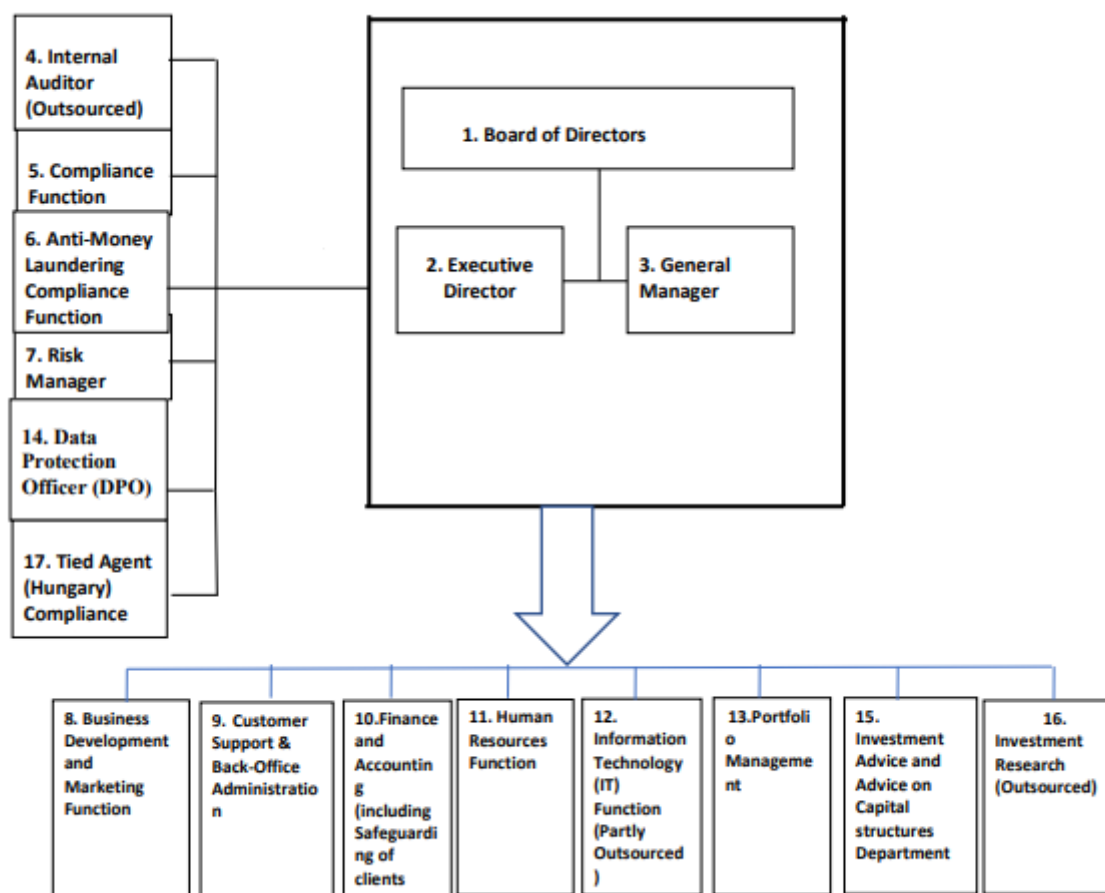 4. Internal
Auditor
(Outsourced)
5. Compliance
Function
6. Anti-Money
Laundering
Compliance
Function
7. Risk
Manager
14. Data
Protection
Officer (DPO)
17. Tied Agent
(Hungary)
Compliance
1. Board of Directors
2. Executive
Director
3. General
Manager
8. Business
Development
and
Marketing
Function
9. Customer
Support &
Back-Office
Administratio
n
10.Finance
and
Accountin
g
(including
Safeguardi
ng of
clients
11. Human
Resources
Function
12.
Information
Technology
(IT)
Function
(Partly
Outsourced
)
13.Portfoli
o
Manageme
nt
15.
Investment
Advice and
Advice on
Capital
structures
Department
16.
Investment
Research
(Outsourced)